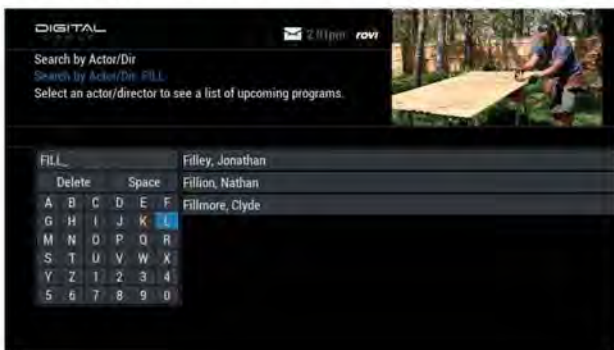 DIGITAL
2:01pm rovi
Search by Actor/Dir
Search by Actor/Dir: FILL
Select an actor/director to see a list of upcoming programs.
FILL_
Delete Space
A B C D E F
G H I J K L
M N O P Q R
S T U V W X
Y Z 1 2 3 4
5 6 7 8 9 0
Filley, Jonathan
Fillion, Nathan
Fillmore, Clyde